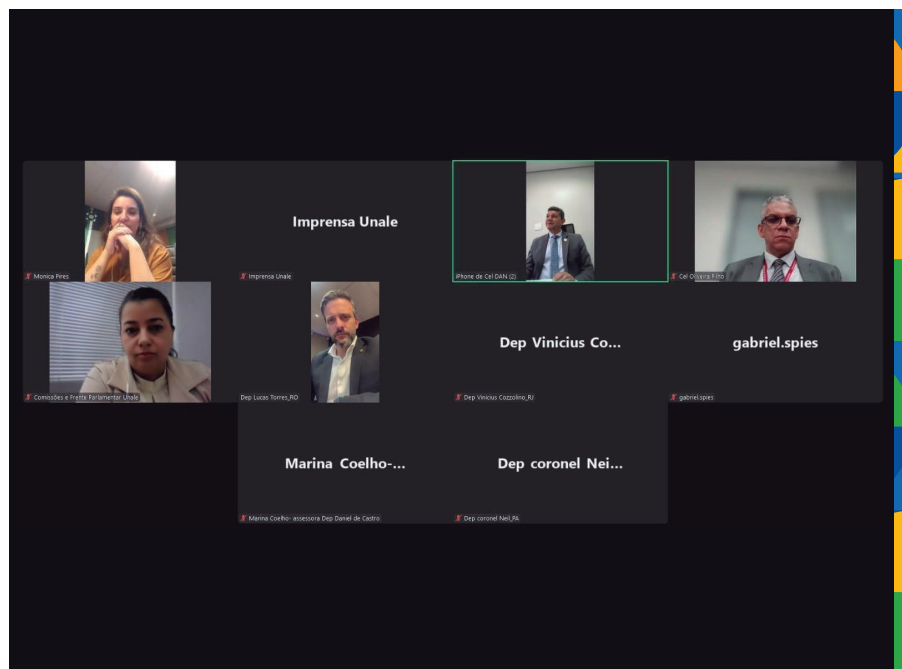 Imprensa Unale
Monica Pires
Imprensa Unale
iPhone de Cel DAN (2)
Cel Oliveira Filho
Dep Vinicius Co...
gabriel.spies
Comissões e Frente Parlamentar Unale
Dep Lucas Torres_RO
Dep Vinicius Cozzolino_RJ
gabriel.spies
Marina Coelho-...
Dep coronel Nei...
Marina Coelho- assessora Dep Daniel de Castro
Dep coronel Neil_PA